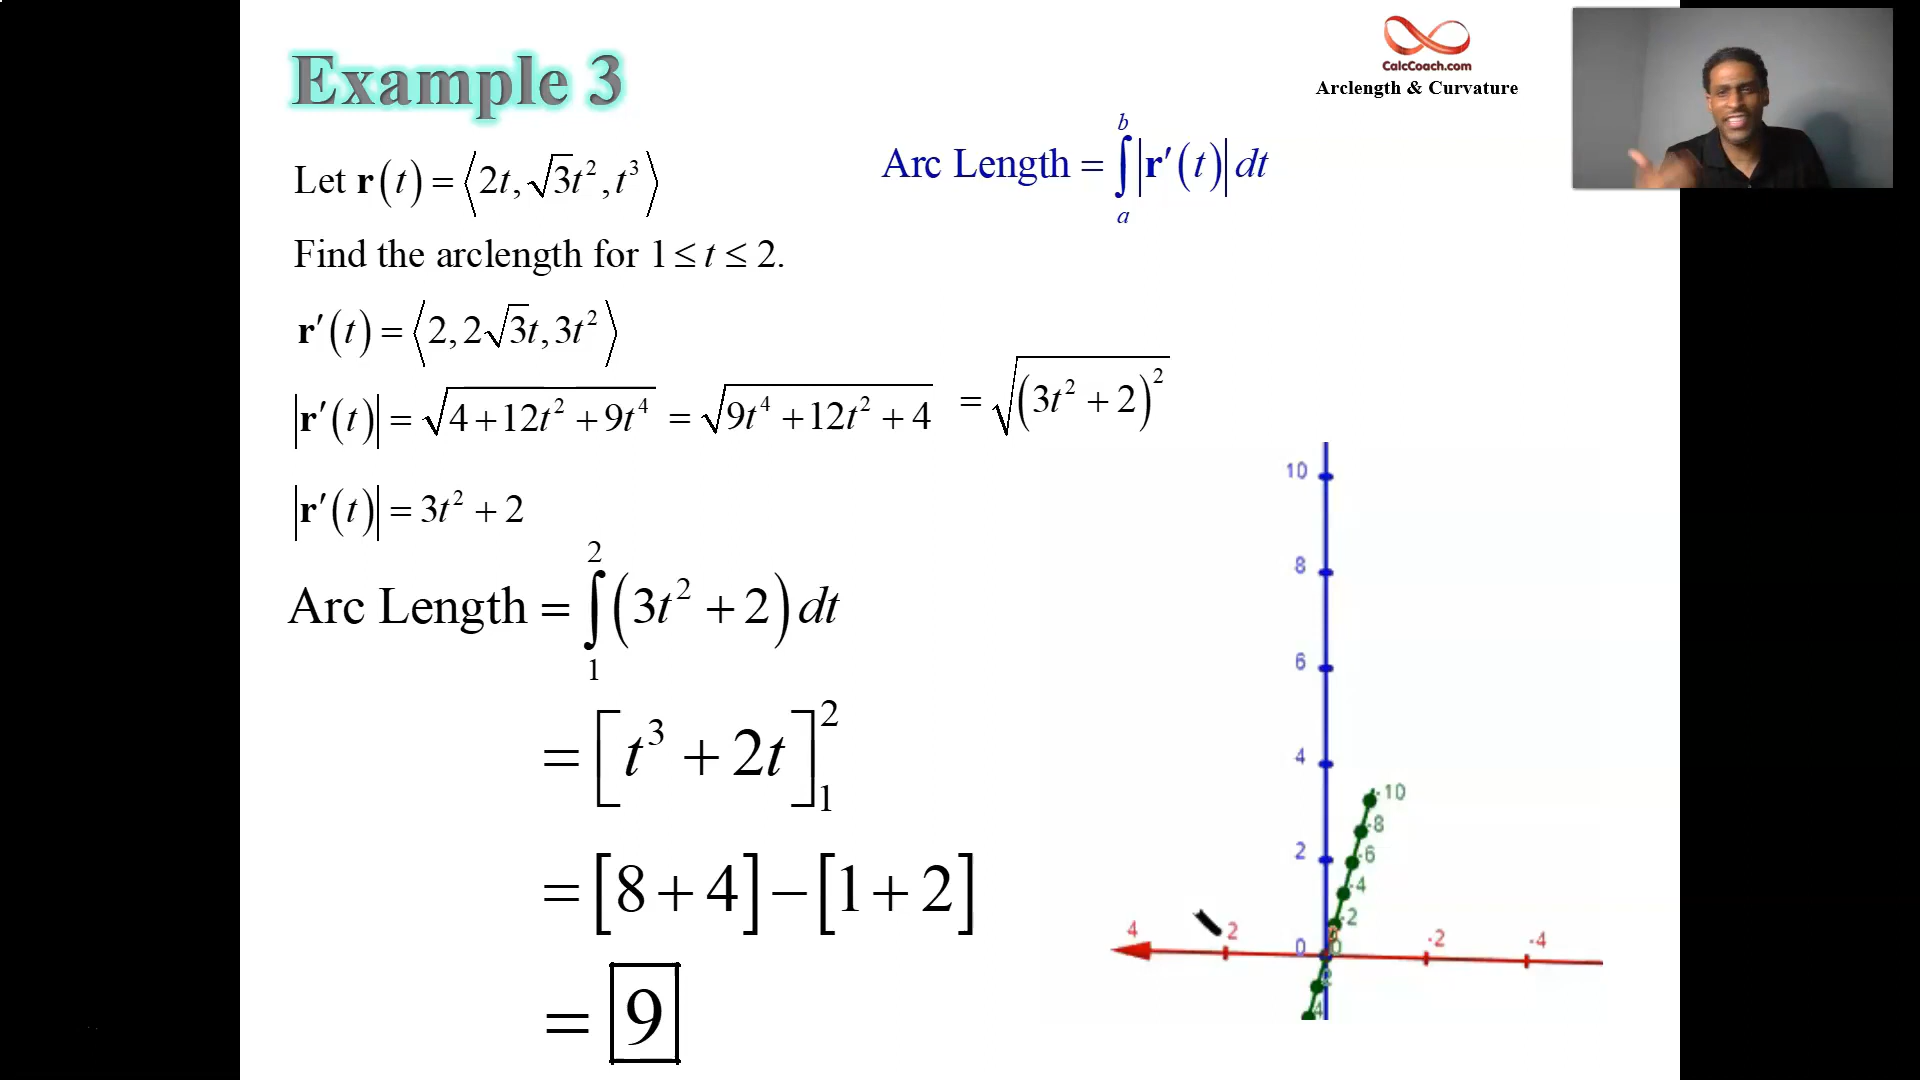 Example 3
CalcCoach.com
Arclength & Curvature
Let r(t) = ⟨2t, √3t², t³⟩
Arc Length = ∫ₐᵇ |r′(t)| dt
Find the arclength for 1 ≤ t ≤ 2.
r′(t) = ⟨2, 2√3t, 3t²⟩
|r′(t)| = √(4 + 12t² + 9t⁴) = √(9t⁴ + 12t² + 4) = √((3t² + 2)²)
|r′(t)| = 3t² + 2
Arc Length = ∫₁² (3t² + 2) dt
= [t³ + 2t]₁²
= [8 + 4] − [1 + 2]
= 9
10
8
6
4
2
0
-10
-8
-6
-4
-2
0
4
2
-2
-4
2
4